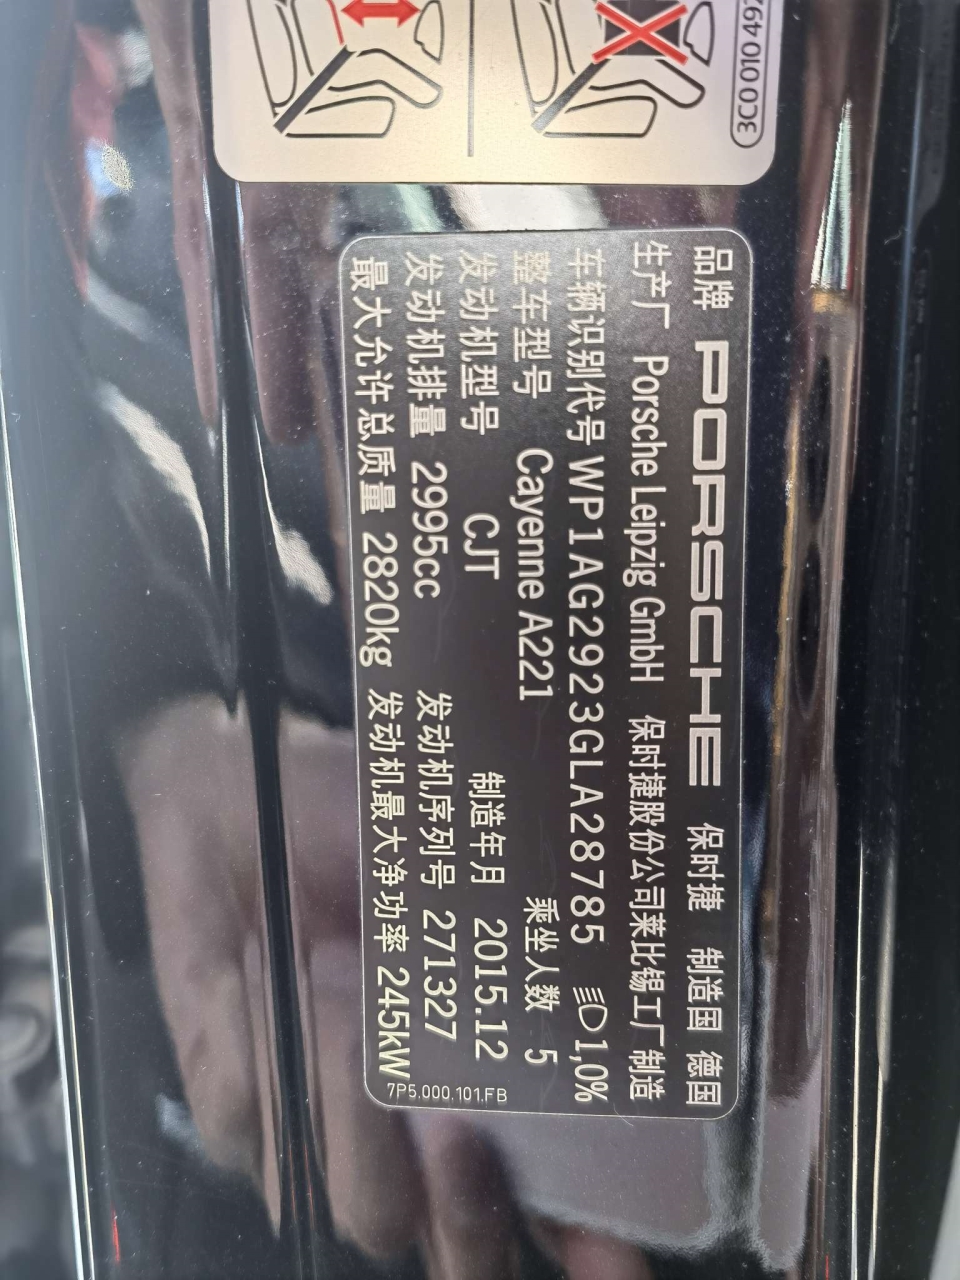 3C0.010.49
品牌 PORSCHE 保时捷 制造国 德国
生产厂 Porsche Leipzig GmbH 保时捷股份公司莱比锡工厂制造
车辆识别代号 WP1AG2923GLA28785 1,0%
整车型号 Cayenne A221 乘坐人数 5
发动机型号 CJT 制造年月 2015.12
发动机排量 2995cc 发动机序列号 271327
最大允许总质量 2820kg 发动机最大净功率 245kW
7P5.000.101.FB